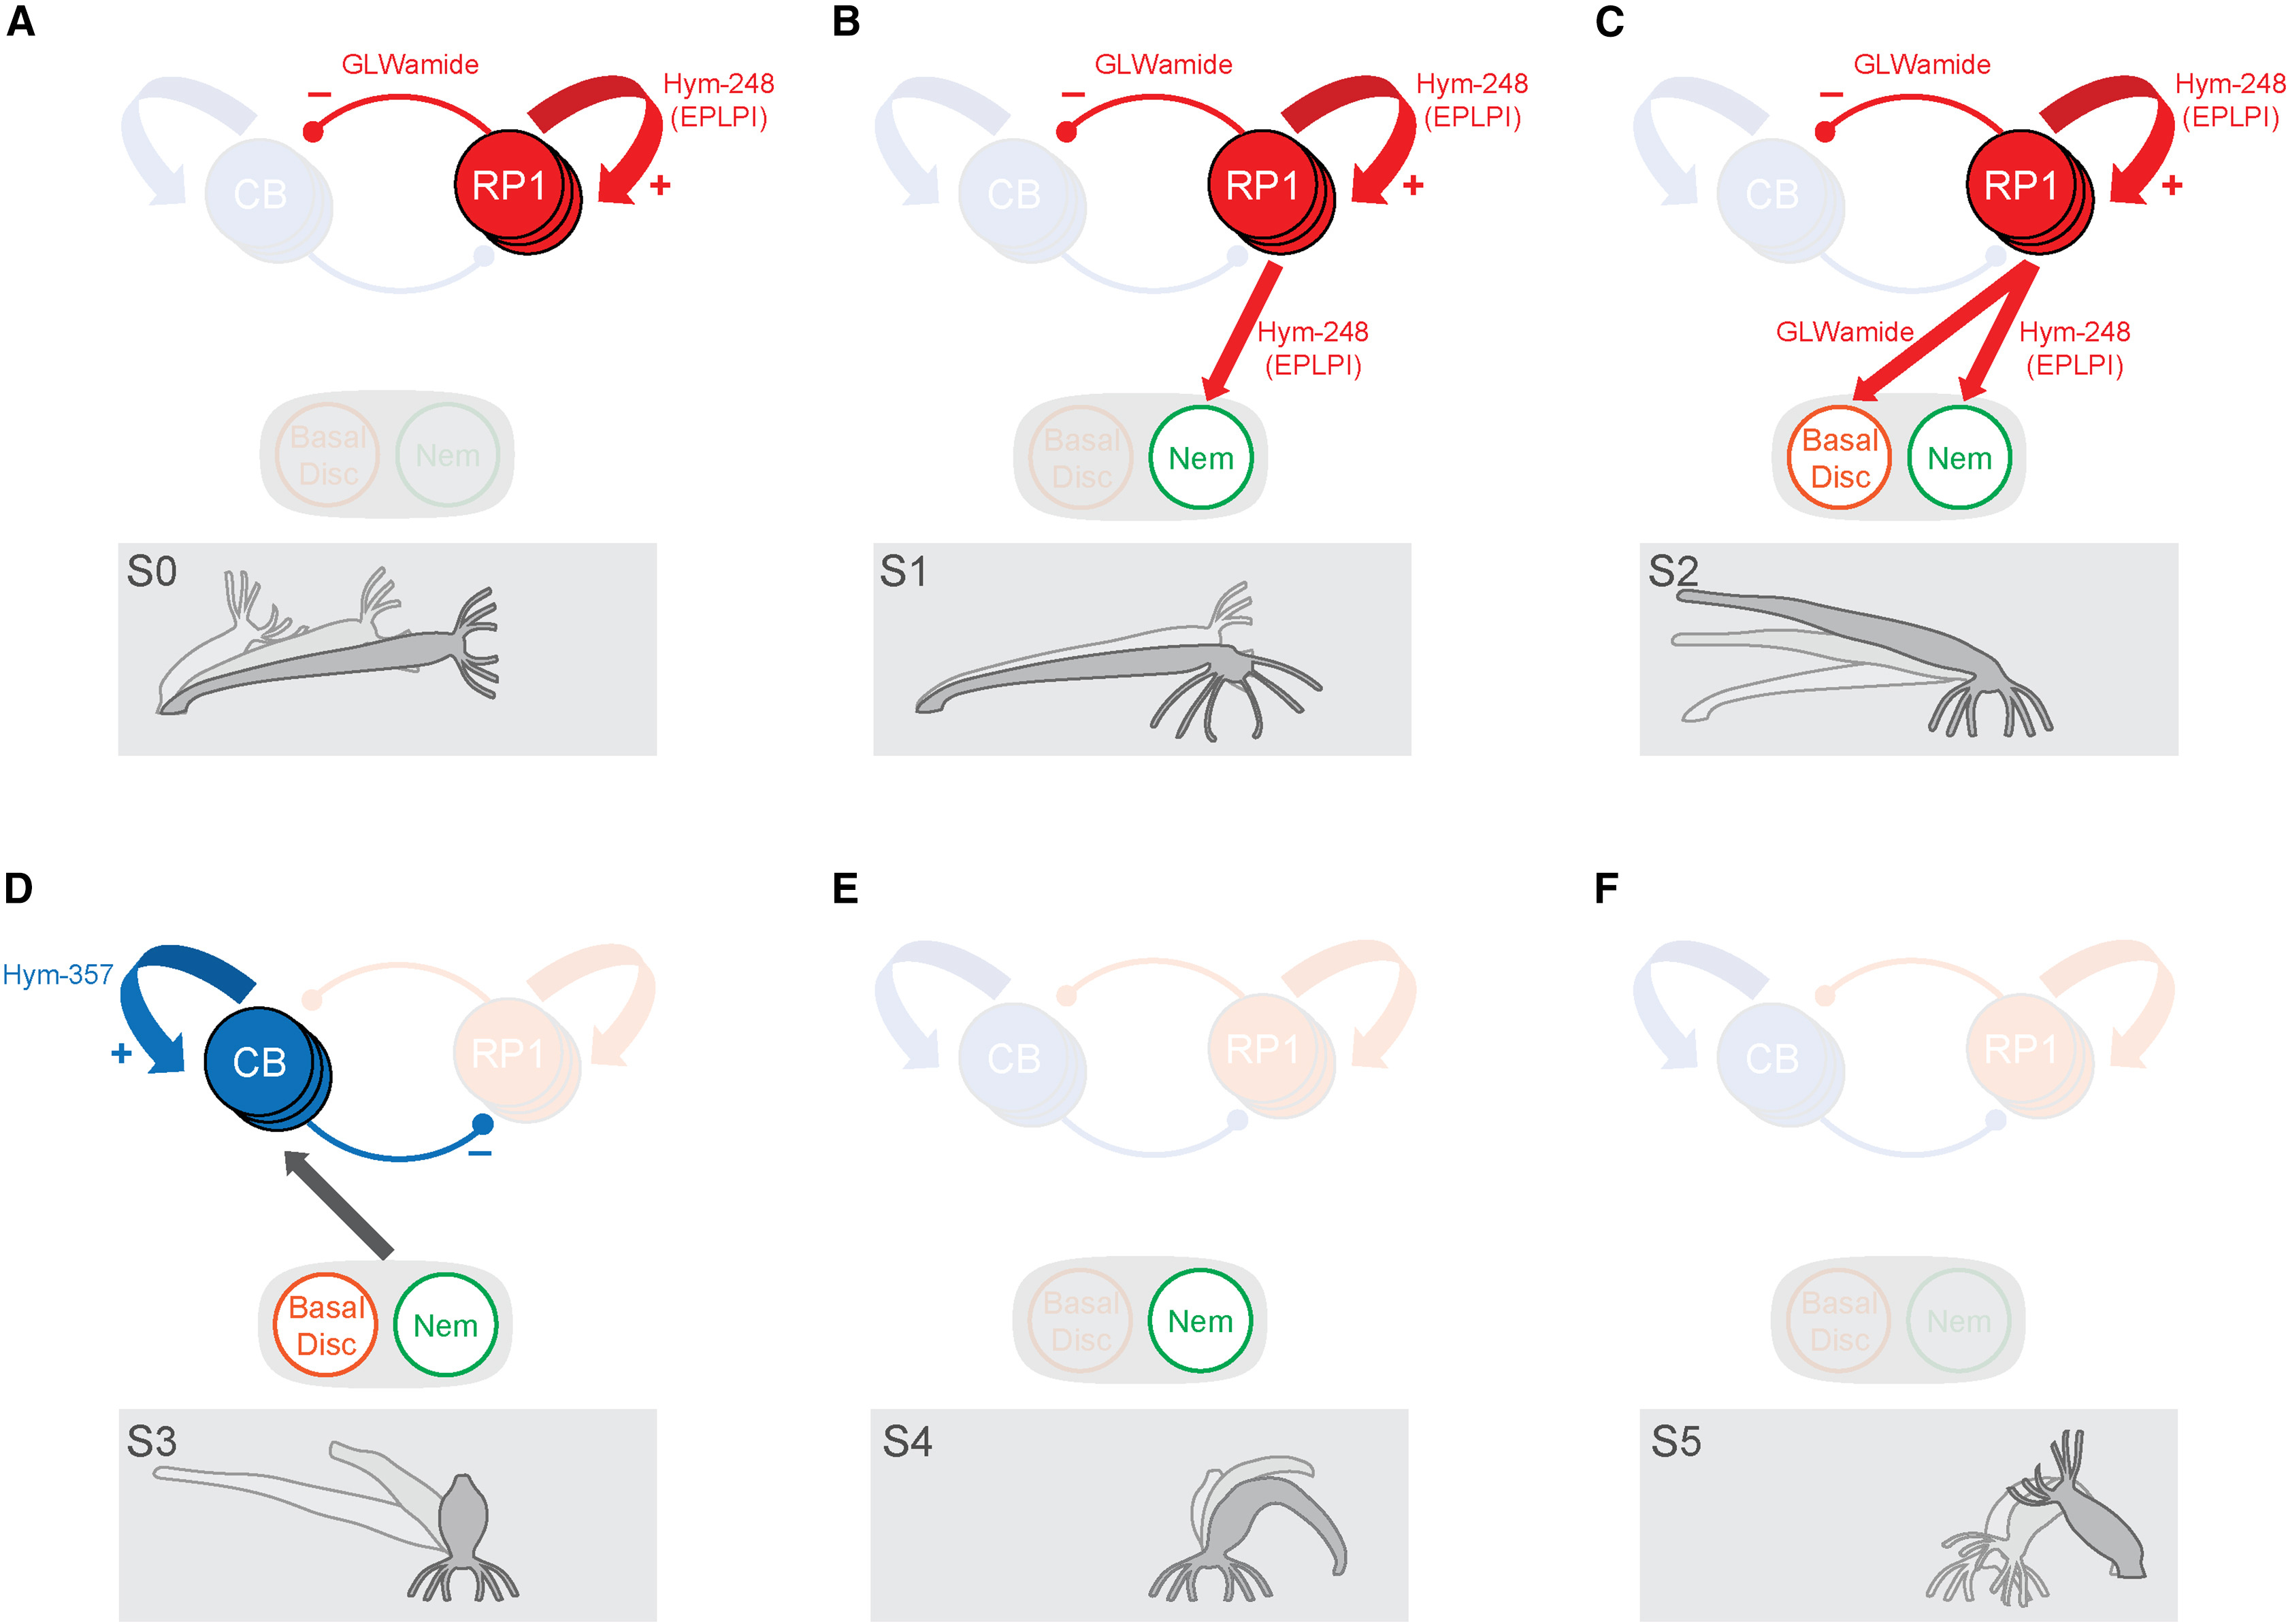 A
GLWamide
–
Hym-248
(EPLPI)
CB
RP1
+
Basal
Disc
Nem
S0
B
GLWamide
–
Hym-248
(EPLPI)
CB
RP1
+
Hym-248
(EPLPI)
Basal
Disc
Nem
S1
C
GLWamide
–
Hym-248
(EPLPI)
CB
RP1
+
GLWamide
Hym-248
(EPLPI)
Basal
Disc
Nem
S2
D
Hym-357
+
CB
RP1
–
Basal
Disc
Nem
S3
E
CB
RP1
Basal
Disc
Nem
S4
F
CB
RP1
Basal
Disc
Nem
S5